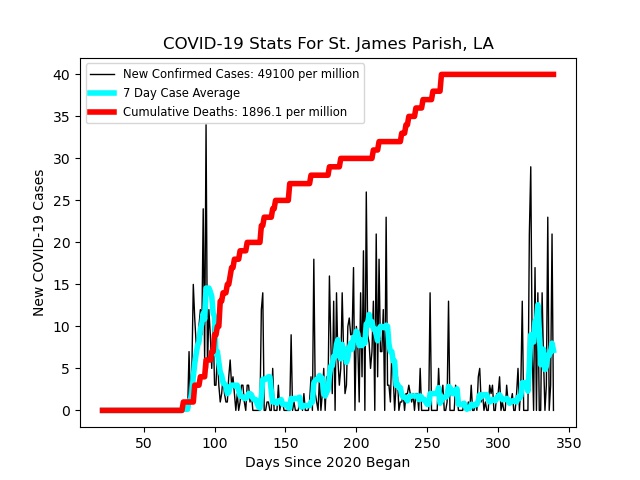 COVID-19 Stats For St. James Parish, LA
New Confirmed Cases: 49100 per million
7 Day Case Average
Cumulative Deaths: 1896.1 per million
New COVID-19 Cases
40
35
30
25
20
15
10
5
0
50
100
150
200
250
300
350
Days Since 2020 Began